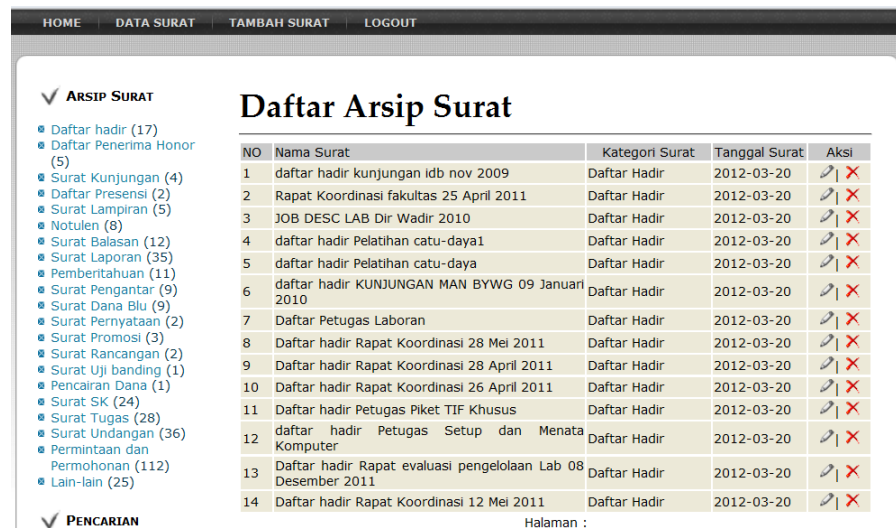 HOME DATA SURAT TAMBAH SURAT LOGOUT
ARSIP SURAT
Daftar hadir (17)
Daftar Penerima Honor
(5)
Surat Kunjungan (4)
Daftar Presensi (2)
Surat Lampiran (5)
Notulen (8)
Surat Balasan (12)
Surat Laporan (35)
Pemberitahuan (11)
Surat Pengantar (9)
Surat Dana Blu (9)
Surat Pernyataan (2)
Surat Promosi (3)
Surat Rancangan (2)
Surat Uji banding (1)
Pencairan Dana (1)
Surat SK (24)
Surat Tugas (28)
Surat Undangan (36)
Permintaan dan
Permohonan (112)
Lain-lain (25)
PENCARIAN
Daftar Arsip Surat
NO Nama Surat Kategori Surat Tanggal Surat Aksi
1 daftar hadir kunjungan idb nov 2009 Daftar Hadir 2012-03-20
2 Rapat Koordinasi fakultas 25 April 2011 Daftar Hadir 2012-03-20
3 JOB DESC LAB Dir Wadir 2010 Daftar Hadir 2012-03-20
4 daftar hadir Pelatihan catu-daya1 Daftar Hadir 2012-03-20
5 daftar hadir Pelatihan catu-daya Daftar Hadir 2012-03-20
6 daftar hadir KUNJUNGAN MAN BYWG 09 Januari
2010 Daftar Hadir 2012-03-20
7 Daftar Petugas Laboran Daftar Hadir 2012-03-20
8 Daftar hadir Rapat Koordinasi 28 Mei 2011 Daftar Hadir 2012-03-20
9 Daftar hadir Rapat Koordinasi 28 April 2011 Daftar Hadir 2012-03-20
10 Daftar hadir Rapat Koordinasi 26 April 2011 Daftar Hadir 2012-03-20
11 Daftar hadir Petugas Piket TIF Khusus Daftar Hadir 2012-03-20
12 daftar hadir Petugas Setup dan Menata
Komputer Daftar Hadir 2012-03-20
13 Daftar hadir Rapat evaluasi pengelolaan Lab 08
Desember 2011 Daftar Hadir 2012-03-20
14 Daftar hadir Rapat Koordinasi 12 Mei 2011 Daftar Hadir 2012-03-20
Halaman :